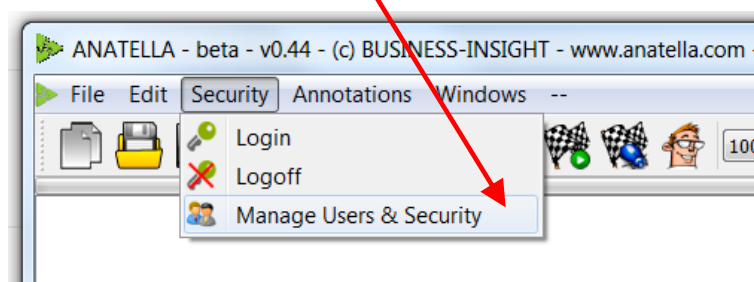 ANATELLA - beta - v0.44 - (c) BUSINESS-INSIGHT - www.anatella.com -
File Edit Security Annotations Windows --
100
Login
Logoff
Manage Users & Security